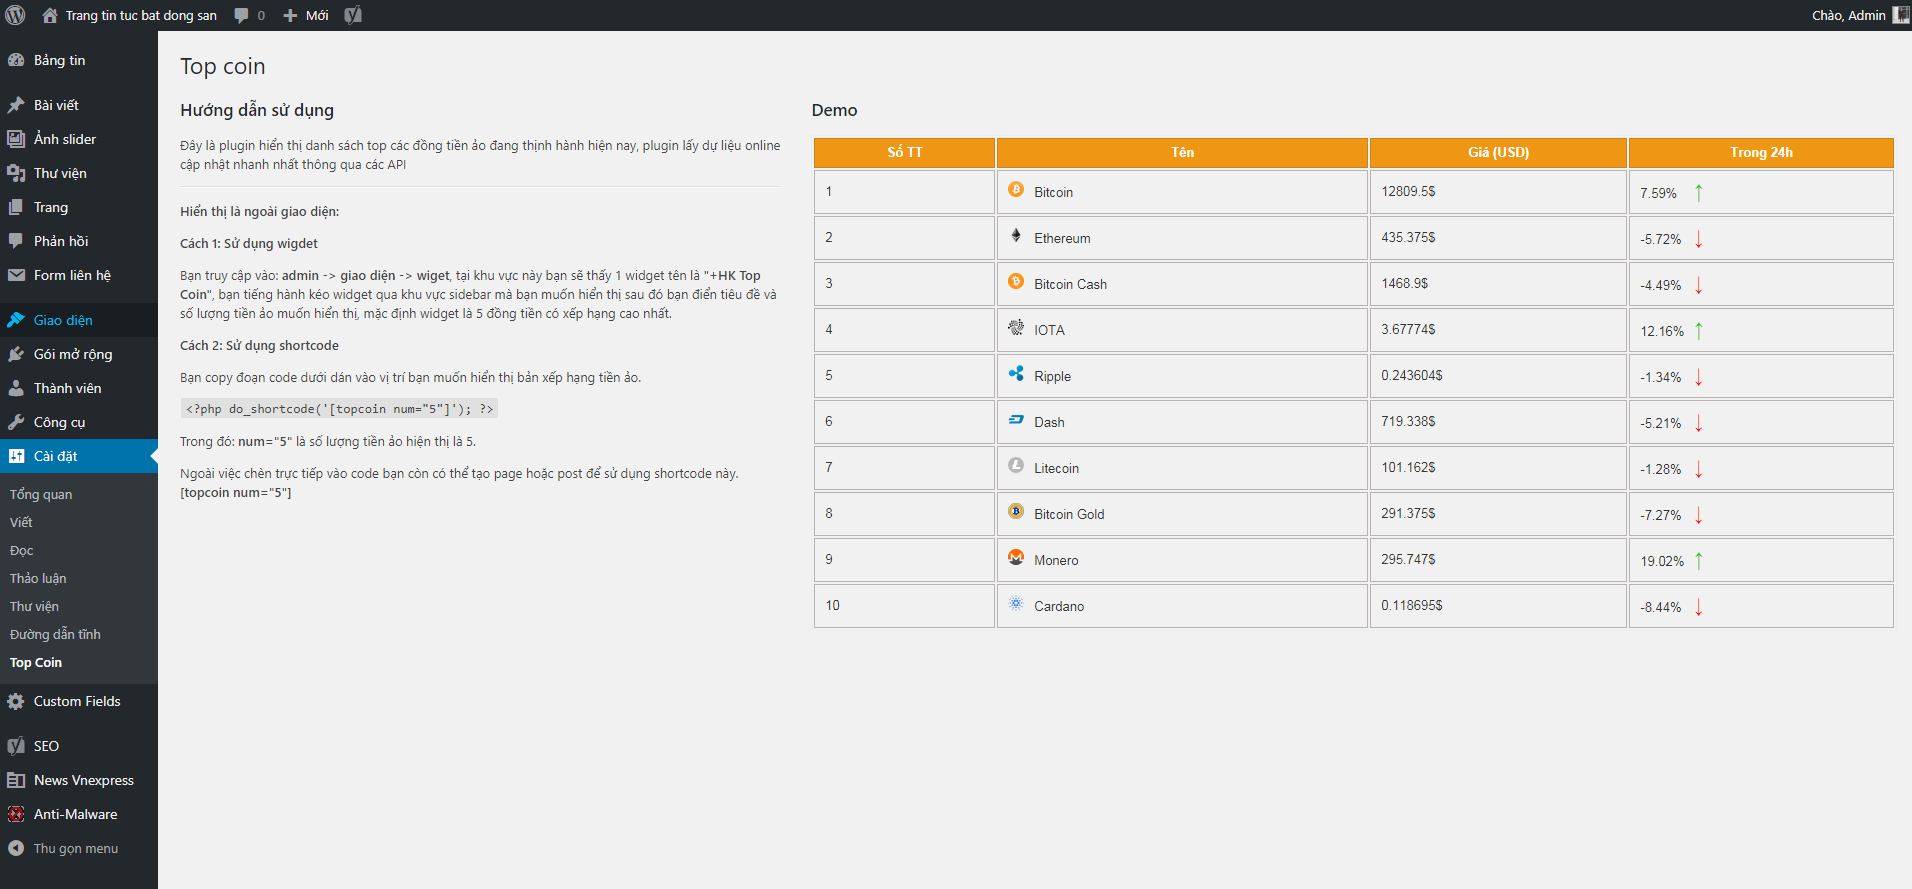 Trang tin tuc bat dong san 0 Mới
Chào, Admin
Bảng tin
Bài viết
Ảnh slider
Thư viện
Trang
Phản hồi
Form liên hệ
Giao diện
Gói mở rộng
Thành viên
Công cụ
Cài đặt
Tổng quan
Viết
Đọc
Thảo luận
Thư viện
Đường dẫn tĩnh
Top Coin
Custom Fields
SEO
News Vnexpress
Anti-Malware
Thu gọn menu
Top coin
Hướng dẫn sử dụng
Đây là plugin hiển thị danh sách top các đồng tiền ảo đang thịnh hành hiện nay, plugin lấy dự liệu online
cập nhật nhanh nhất thông qua các API
Hiển thị là ngoài giao diện:
Cách 1: Sử dụng wigdet
Bạn truy cập vào: admin -> giao diện -> wiget, tại khu vực này bạn sẽ thấy 1 widget tên là "+HK Top
Coin", bạn tiếng hành kéo widget qua khu vực sidebar mà bạn muốn hiển thị sau đó bạn điển tiêu đề và
số lượng tiền ảo muốn hiển thị, mặc định widget là 5 đồng tiền có xếp hạng cao nhất.
Cách 2: Sử dụng shortcode
Bạn copy đoạn code dưới dán vào vị trí bạn muốn hiển thị bản xếp hạng tiền ảo.
<?php do_shortcode('[topcoin num="5"]'); ?>
Trong đó: num="5" là số lượng tiền ảo hiện thị là 5.
Ngoài việc chèn trực tiếp vào code bạn còn có thể tạo page hoặc post để sử dụng shortcode này.
[topcoin num="5"]
Demo
Số TT Tên Giá (USD) Trong 24h
1 Bitcoin 12809.5$ 7.59% ↑
2 Ethereum 435.375$ -5.72% ↓
3 Bitcoin Cash 1468.9$ -4.49% ↓
4 IOTA 3.67774$ 12.16% ↑
5 Ripple 0.243604$ -1.34% ↓
6 Dash 719.338$ -5.21% ↓
7 Litecoin 101.162$ -1.28% ↓
8 Bitcoin Gold 291.375$ -7.27% ↓
9 Monero 295.747$ 19.02% ↑
10 Cardano 0.118695$ -8.44% ↓